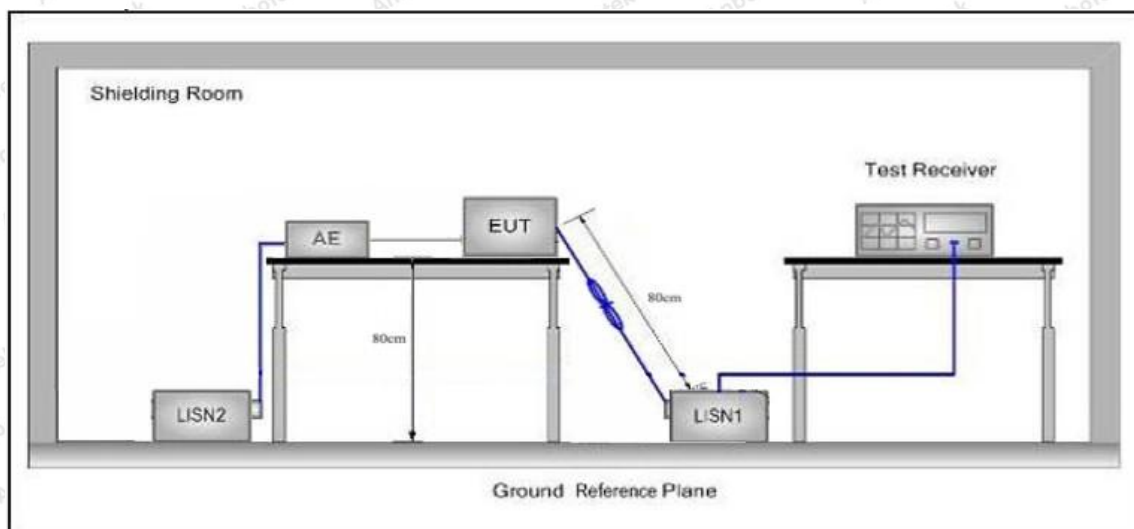 Shielding Room
Test Receiver
EUT
AE
80cm
80cm
LISN2
LISN1
Ground Reference Plane